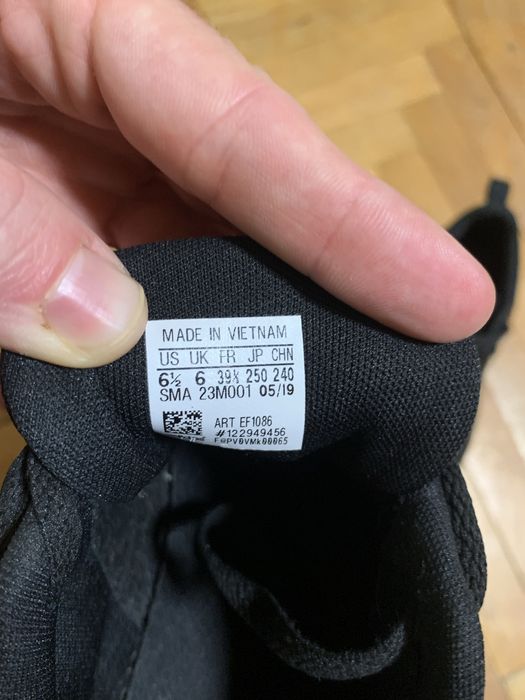 MADE IN VIETNAM
US UK FR JP CHN
6½ 6 39⅓ 250 240
SMA 23M001 05/19
ART EF1086
#122949456